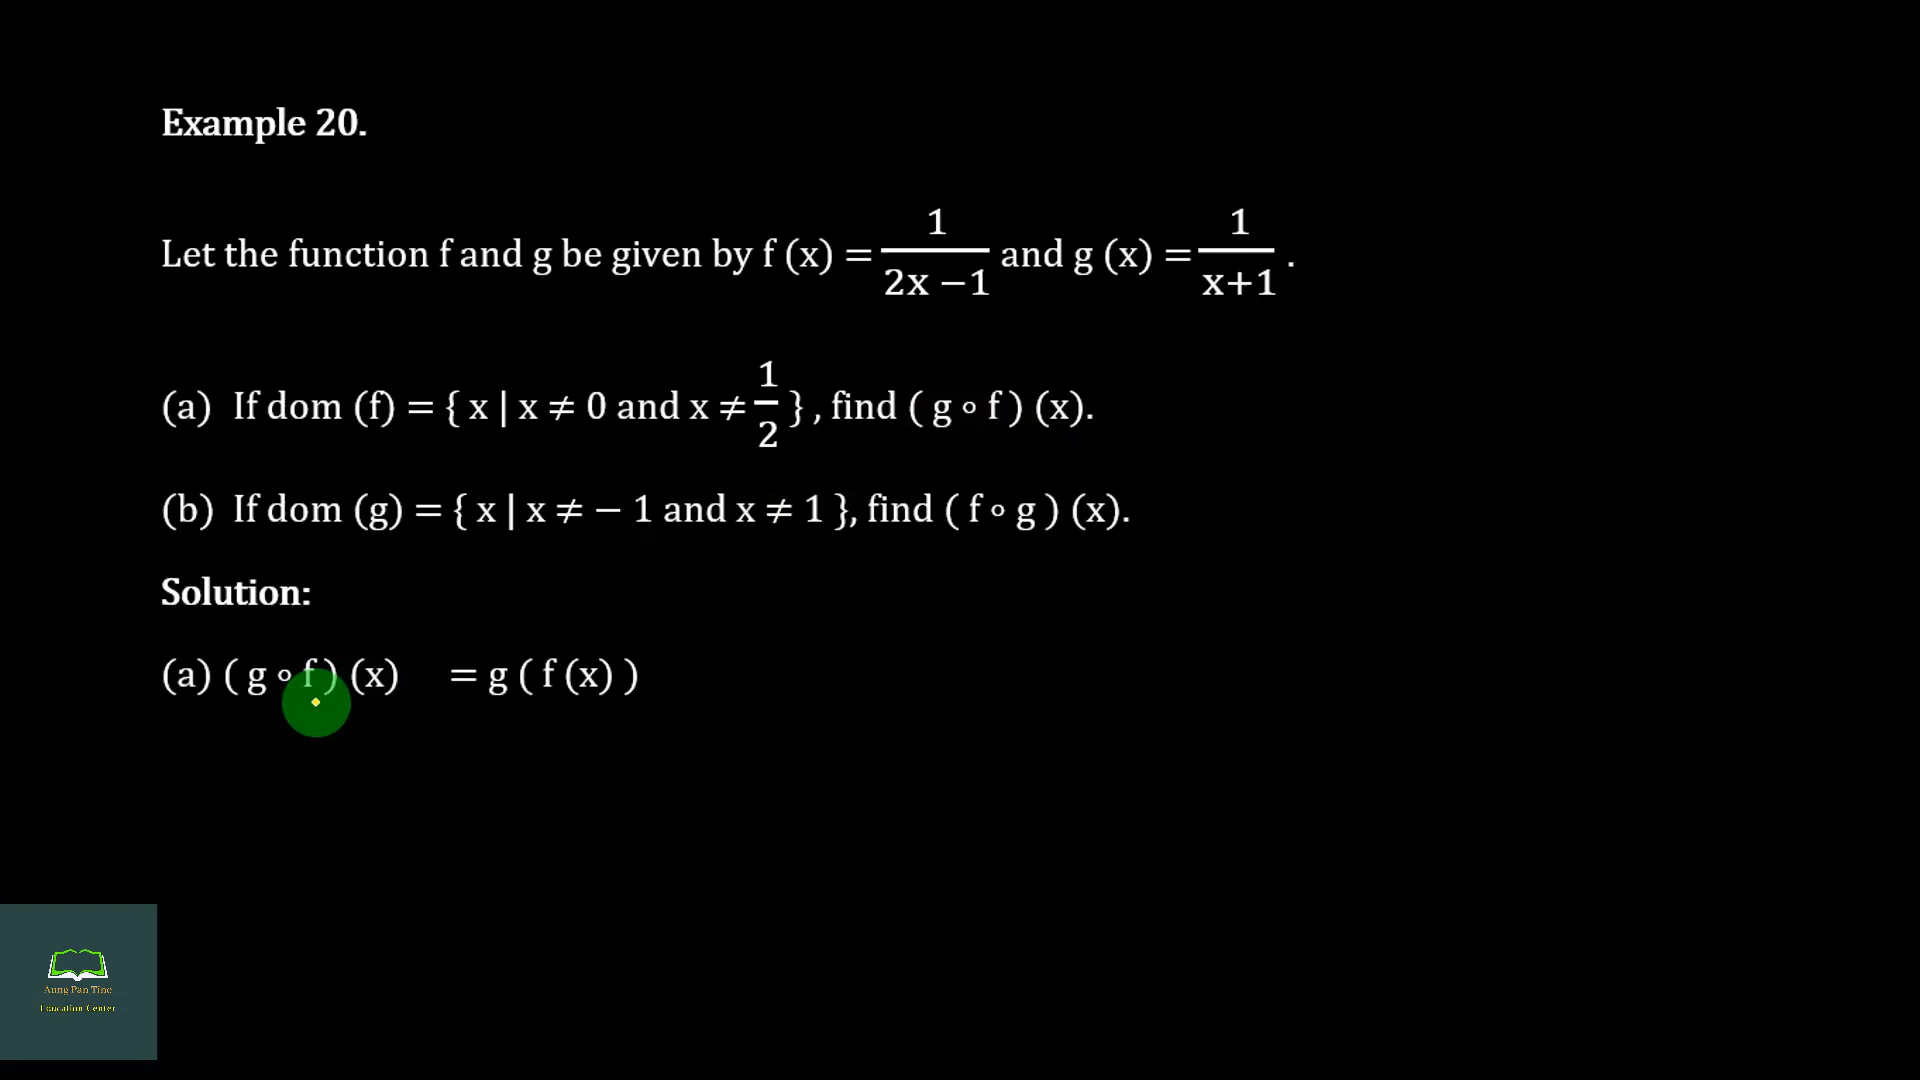 Example 20.
Let the function f and g be given by f (x) = 1/(2x −1) and g (x) = 1/(x+1) .
(a) If dom (f) = { x | x ≠ 0 and x ≠ 1/2 } , find ( g ∘ f ) (x).
(b) If dom (g) = { x | x ≠ − 1 and x ≠ 1 }, find ( f ∘ g ) (x).
Solution:
(a) ( g ∘ f ) (x) = g ( f (x) )
Aung Pan Tine
Education Center